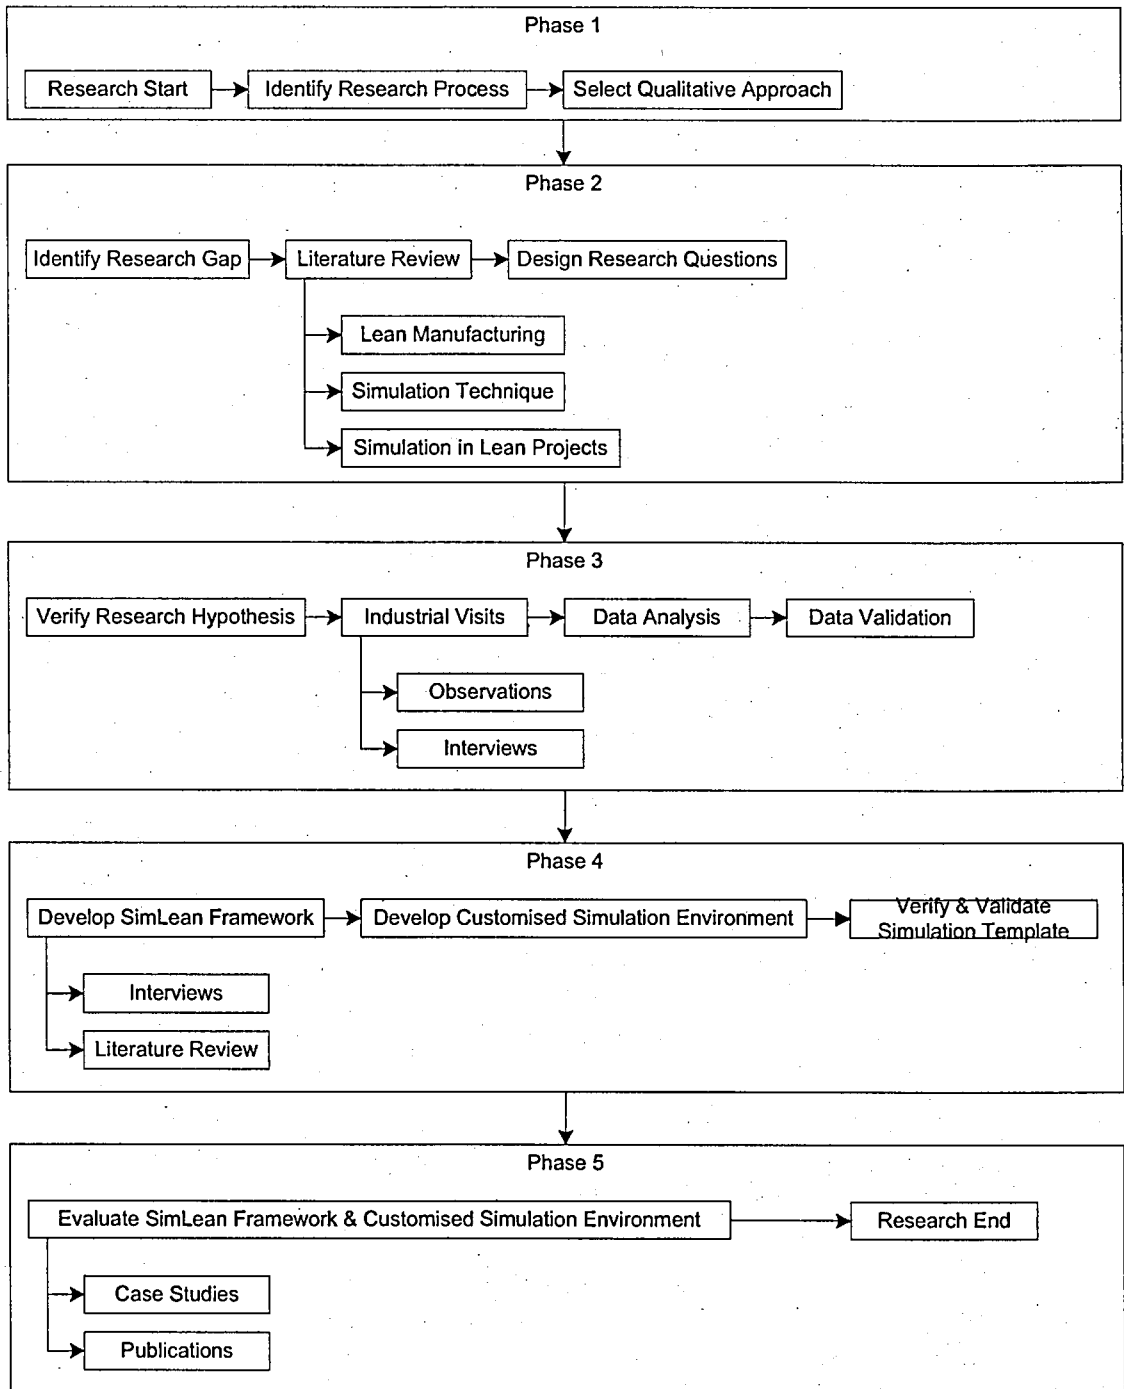 Phase 1
Research Start
Identify Research Process
Select Qualitative Approach
Phase 2
Identify Research Gap
Literature Review
Design Research Questions
Lean Manufacturing
Simulation Technique
Simulation in Lean Projects
Phase 3
Verify Research Hypothesis
Industrial Visits
Data Analysis
Data Validation
Observations
Interviews
Phase 4
Develop SimLean Framework
Develop Customised Simulation Environment
Verify & Validate
Simulation Template
Interviews
Literature Review
Phase 5
Evaluate SimLean Framework & Customised Simulation Environment
Research End
Case Studies
Publications